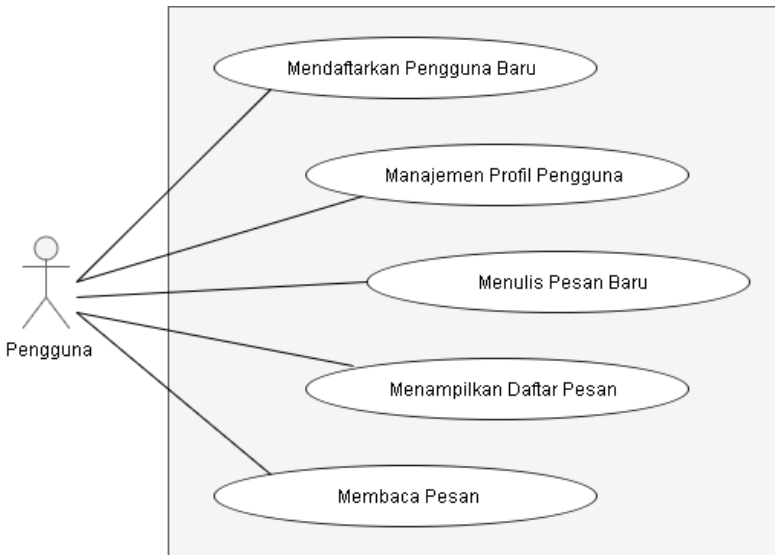 Mendaftarkan Pengguna Baru
Manajemen Profil Pengguna
Menulis Pesan Baru
Pengguna
Menampilkan Daftar Pesan
Membaca Pesan